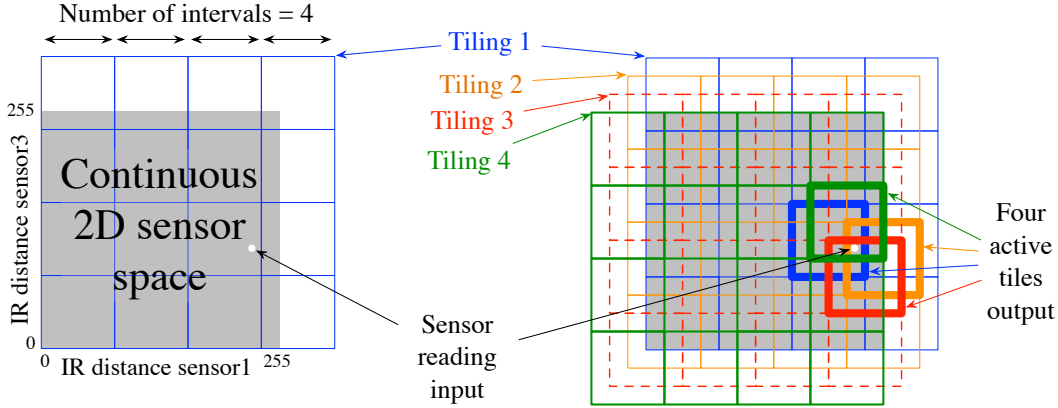 Number of intervals = 4
Tiling 1
Tiling 2
Tiling 3
Tiling 4
255
IR distance sensor3
Continuous
2D sensor
space
0
0
IR distance sensor1
255
Sensor
reading
input
Four
active
tiles
output